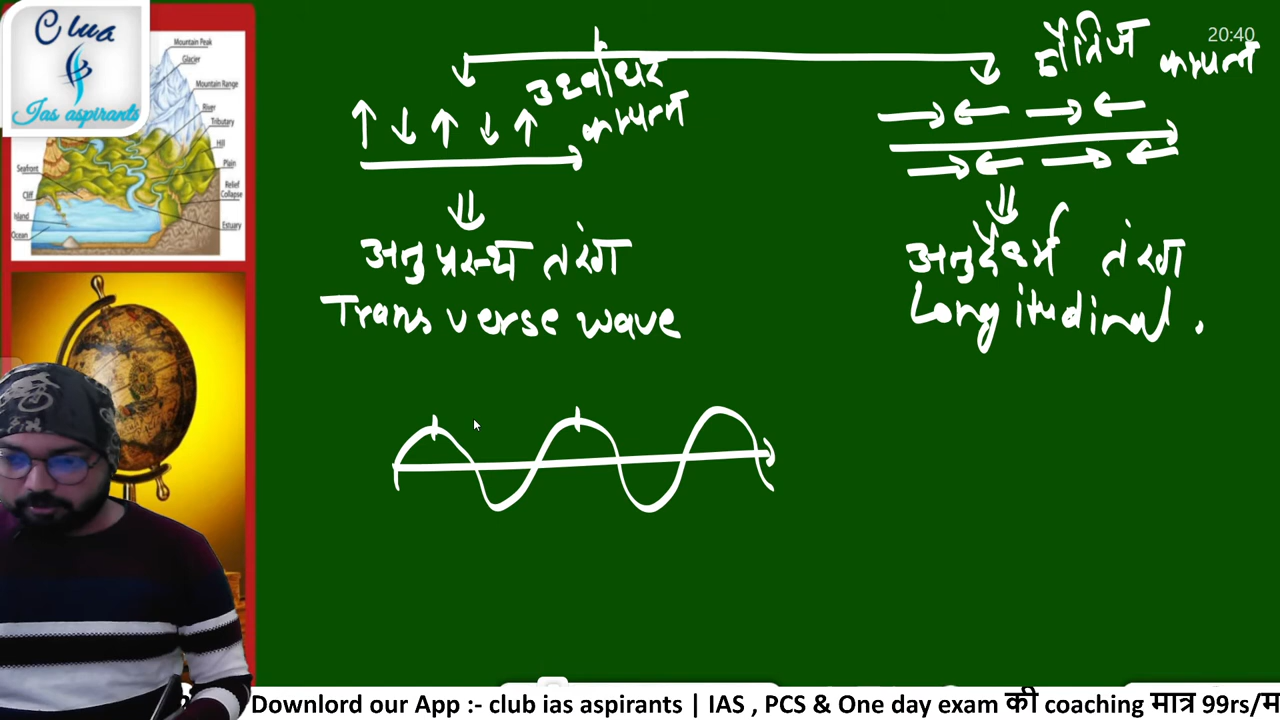 Clua
Ias aspirants
Mountain Peak
Glacier
Mountain Range
River
Tributary
Hill
Plain
Seafront
Relief
Collapse
Cliff
Island
Estuary
Ocean
20:40
कम्पन
कम्पन
अनुप्रस्थ तरंग
Transverse wave
अनुदैर्ध्य तरंग
Longitudinal .
Downlord our App :- club ias aspirants | IAS , PCS & One day exam की coaching मात्र 99rs/म